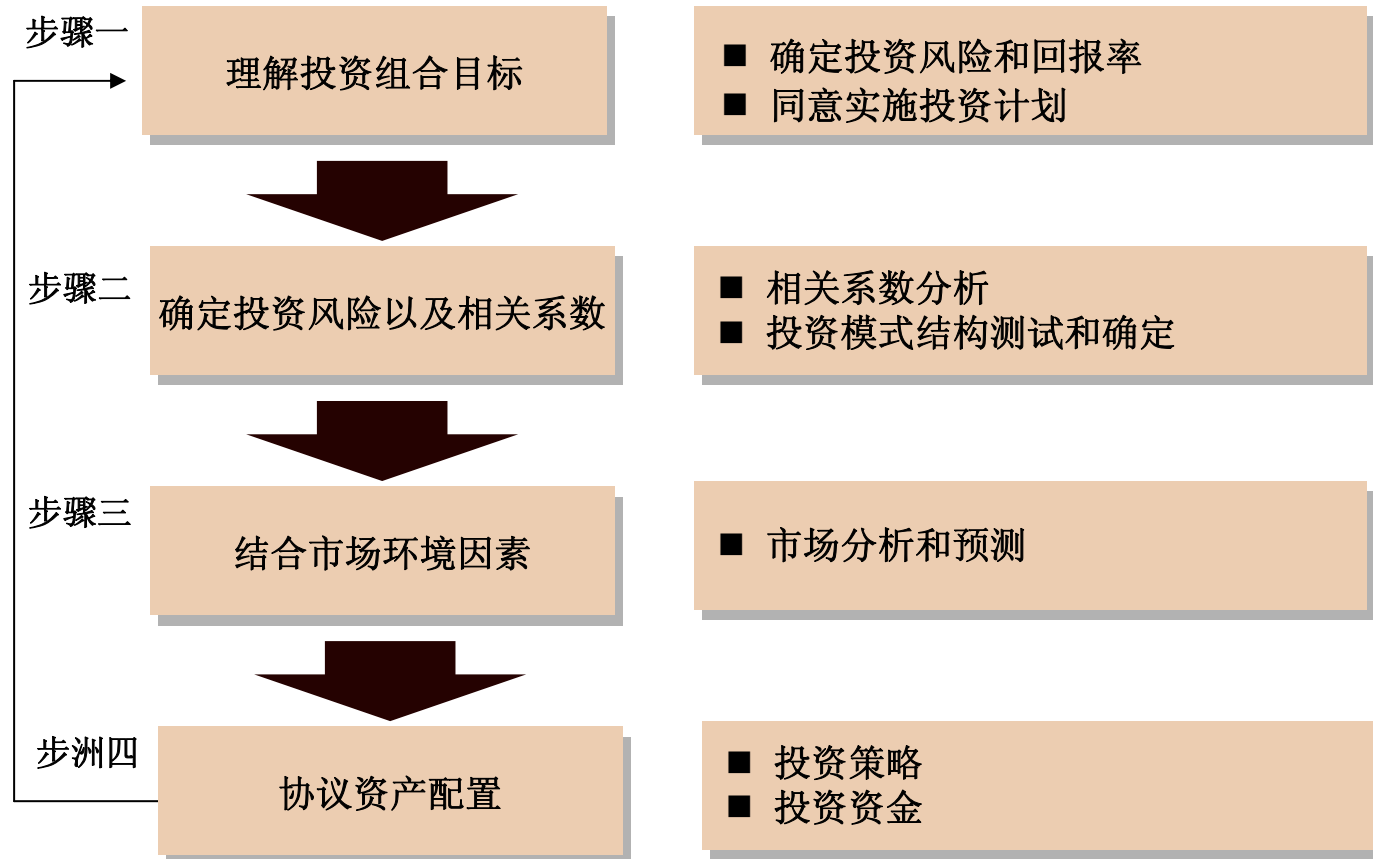 步骤一
理解投资组合目标
■ 确定投资风险和回报率
■ 同意实施投资计划
步骤二
确定投资风险以及相关系数
■ 相关系数分析
■ 投资模式结构测试和确定
步骤三
结合市场环境因素
■ 市场分析和预测
步洲四
协议资产配置
■ 投资策略
■ 投资资金